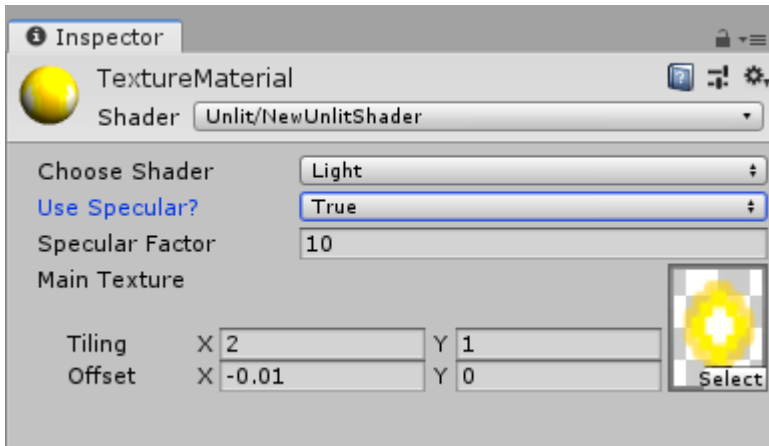 Inspector
TextureMaterial
Shader Unlit/NewUnlitShader
Choose Shader Light
Use Specular? True
Specular Factor 10
Main Texture
Tiling X 2 Y 1
Offset X -0.01 Y 0
Select